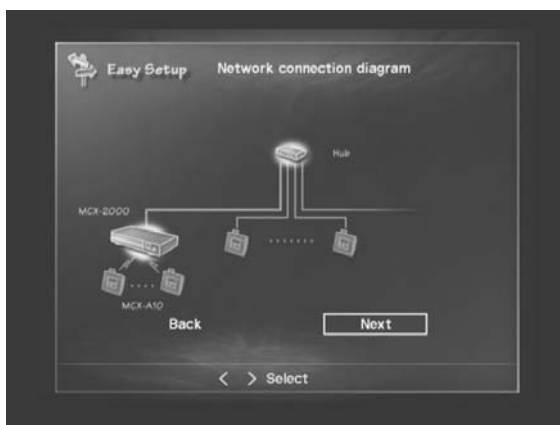 Easy Setup
Network connection diagram
Hub
MCX-2000
MCX-A10
Back
Next
< > Select